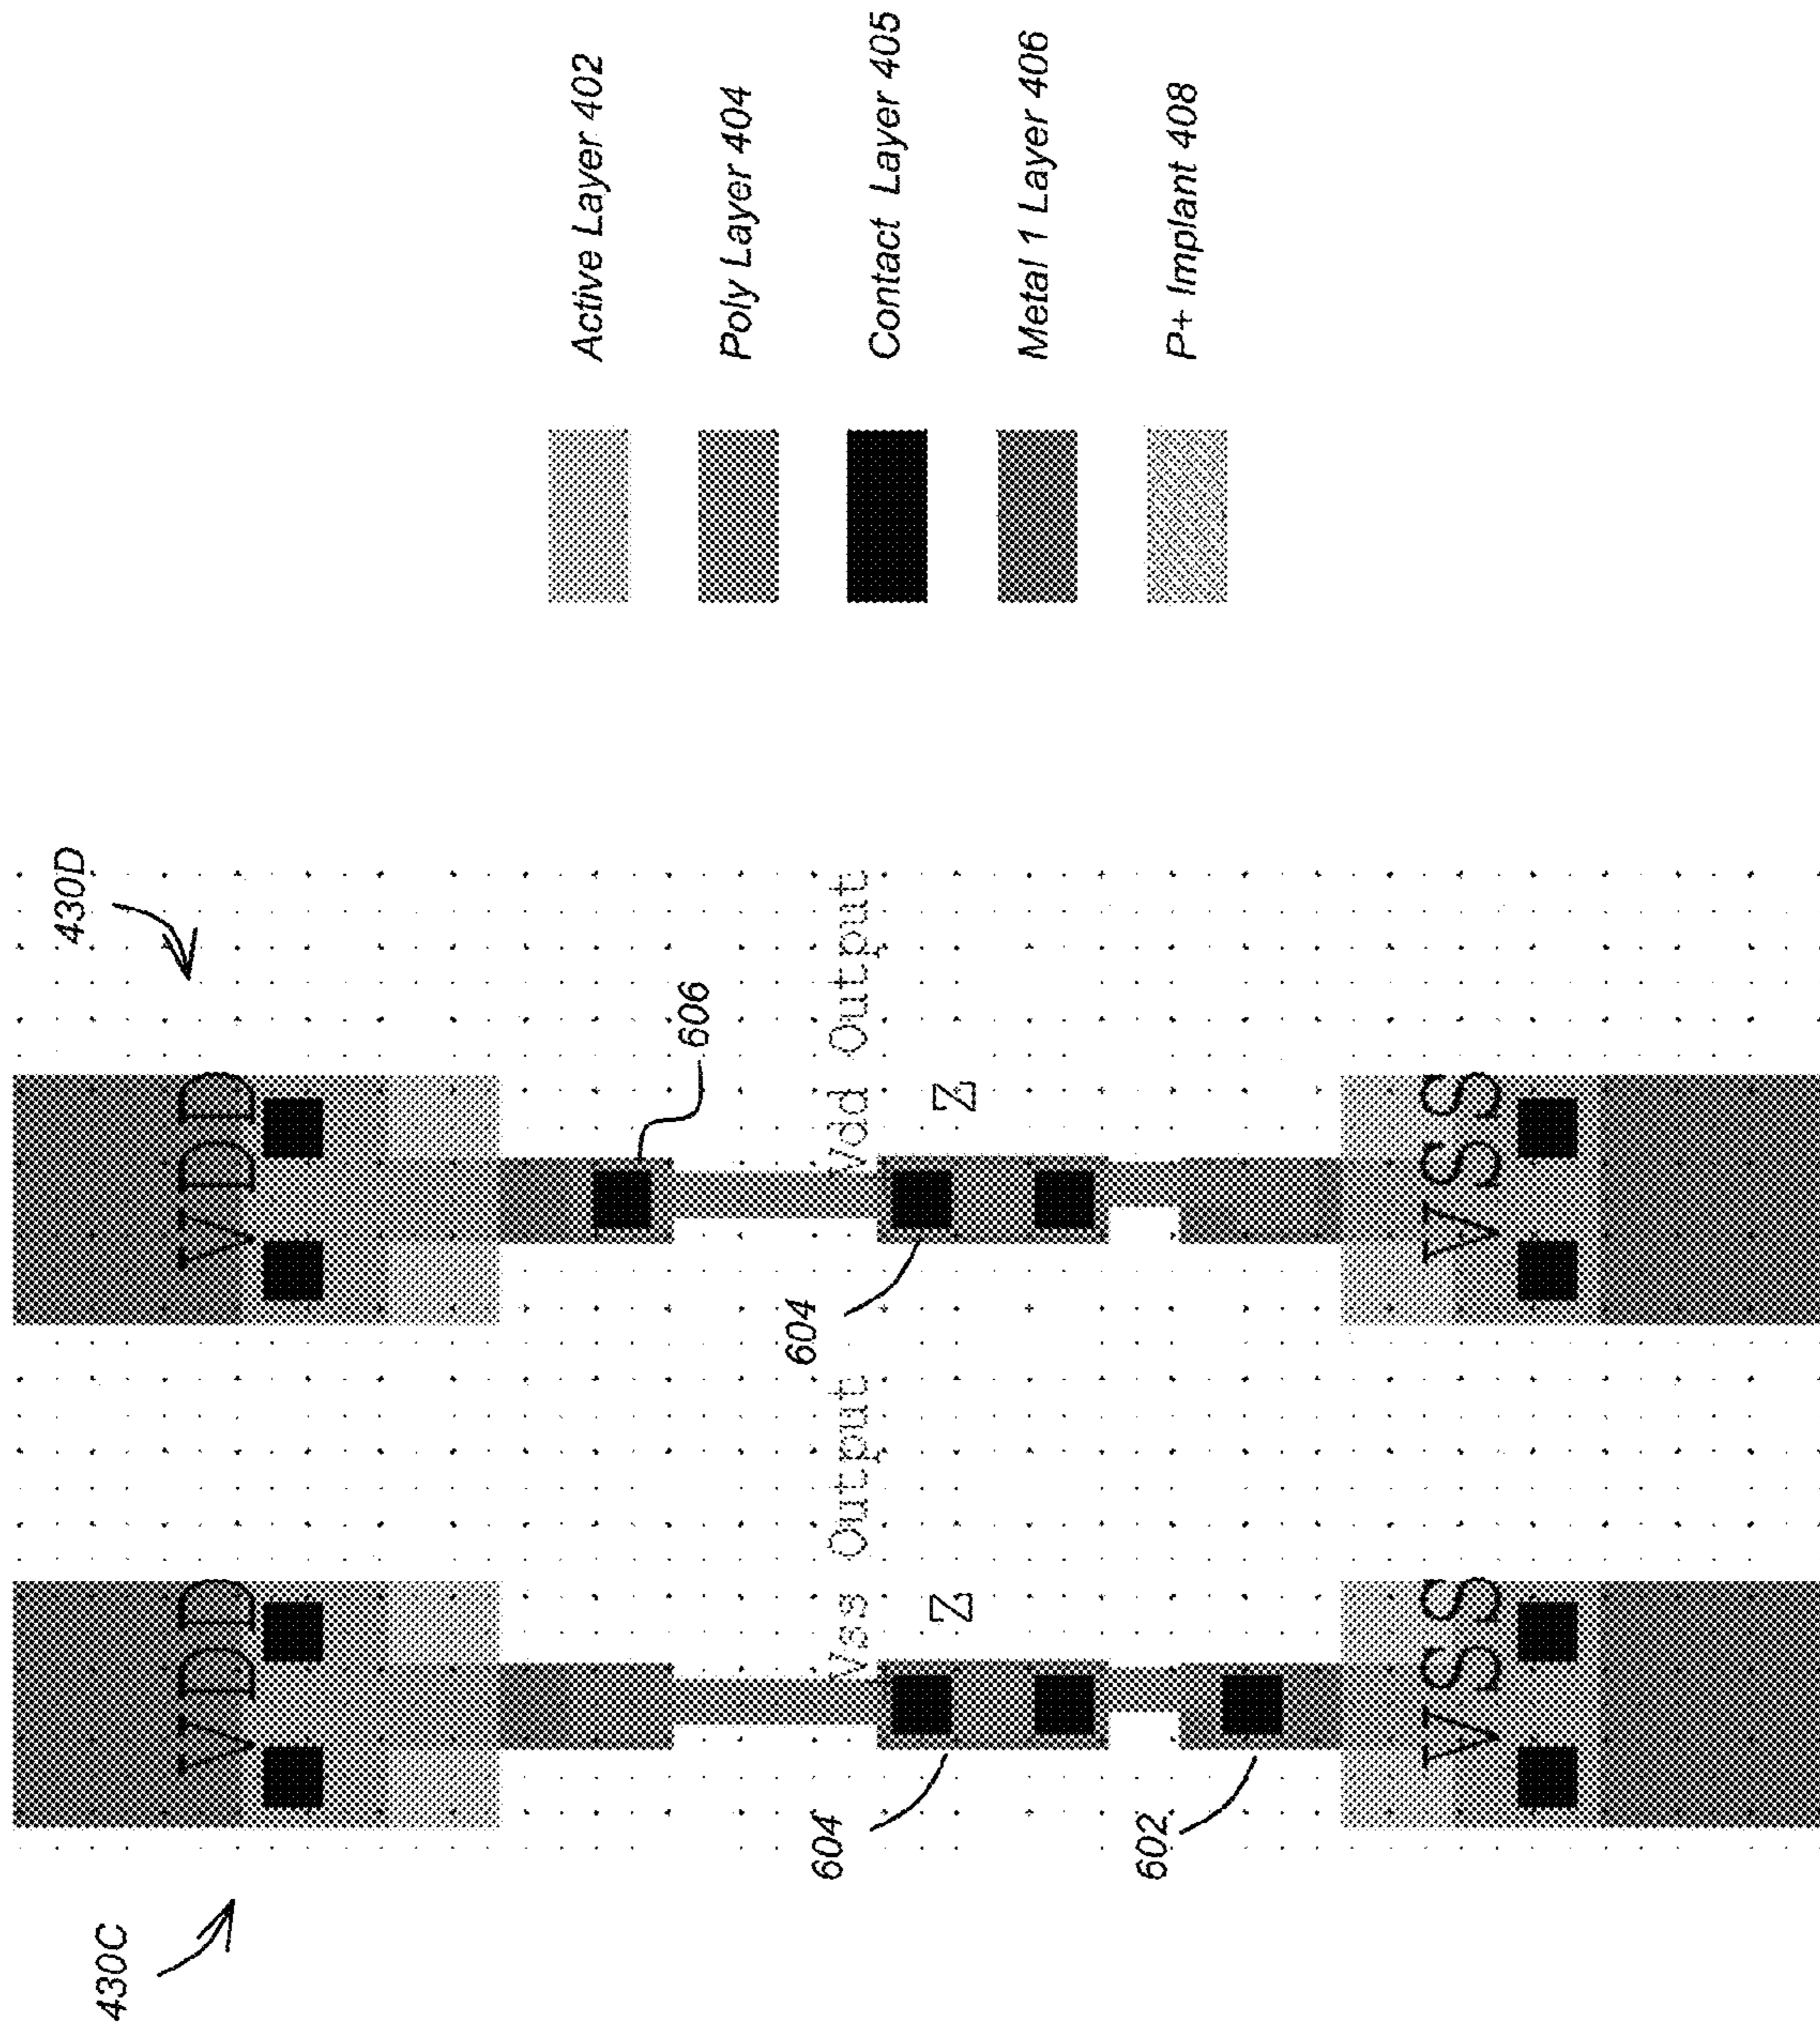 430C
430D
VDD
VDD
606
Vss Output
Vdd Output
Z
Z
604
604
602
VSS
VSS
Active Layer 402
Poly Layer 404
Contact Layer 405
Metal 1 Layer 406
P+ Implant 408